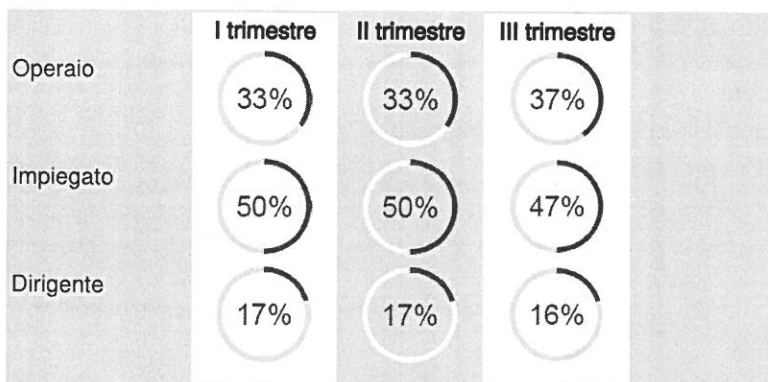 I trimestre II trimestre III trimestre
Operaio 33% 33% 37%
Impiegato 50% 50% 47%
Dirigente 17% 17% 16%